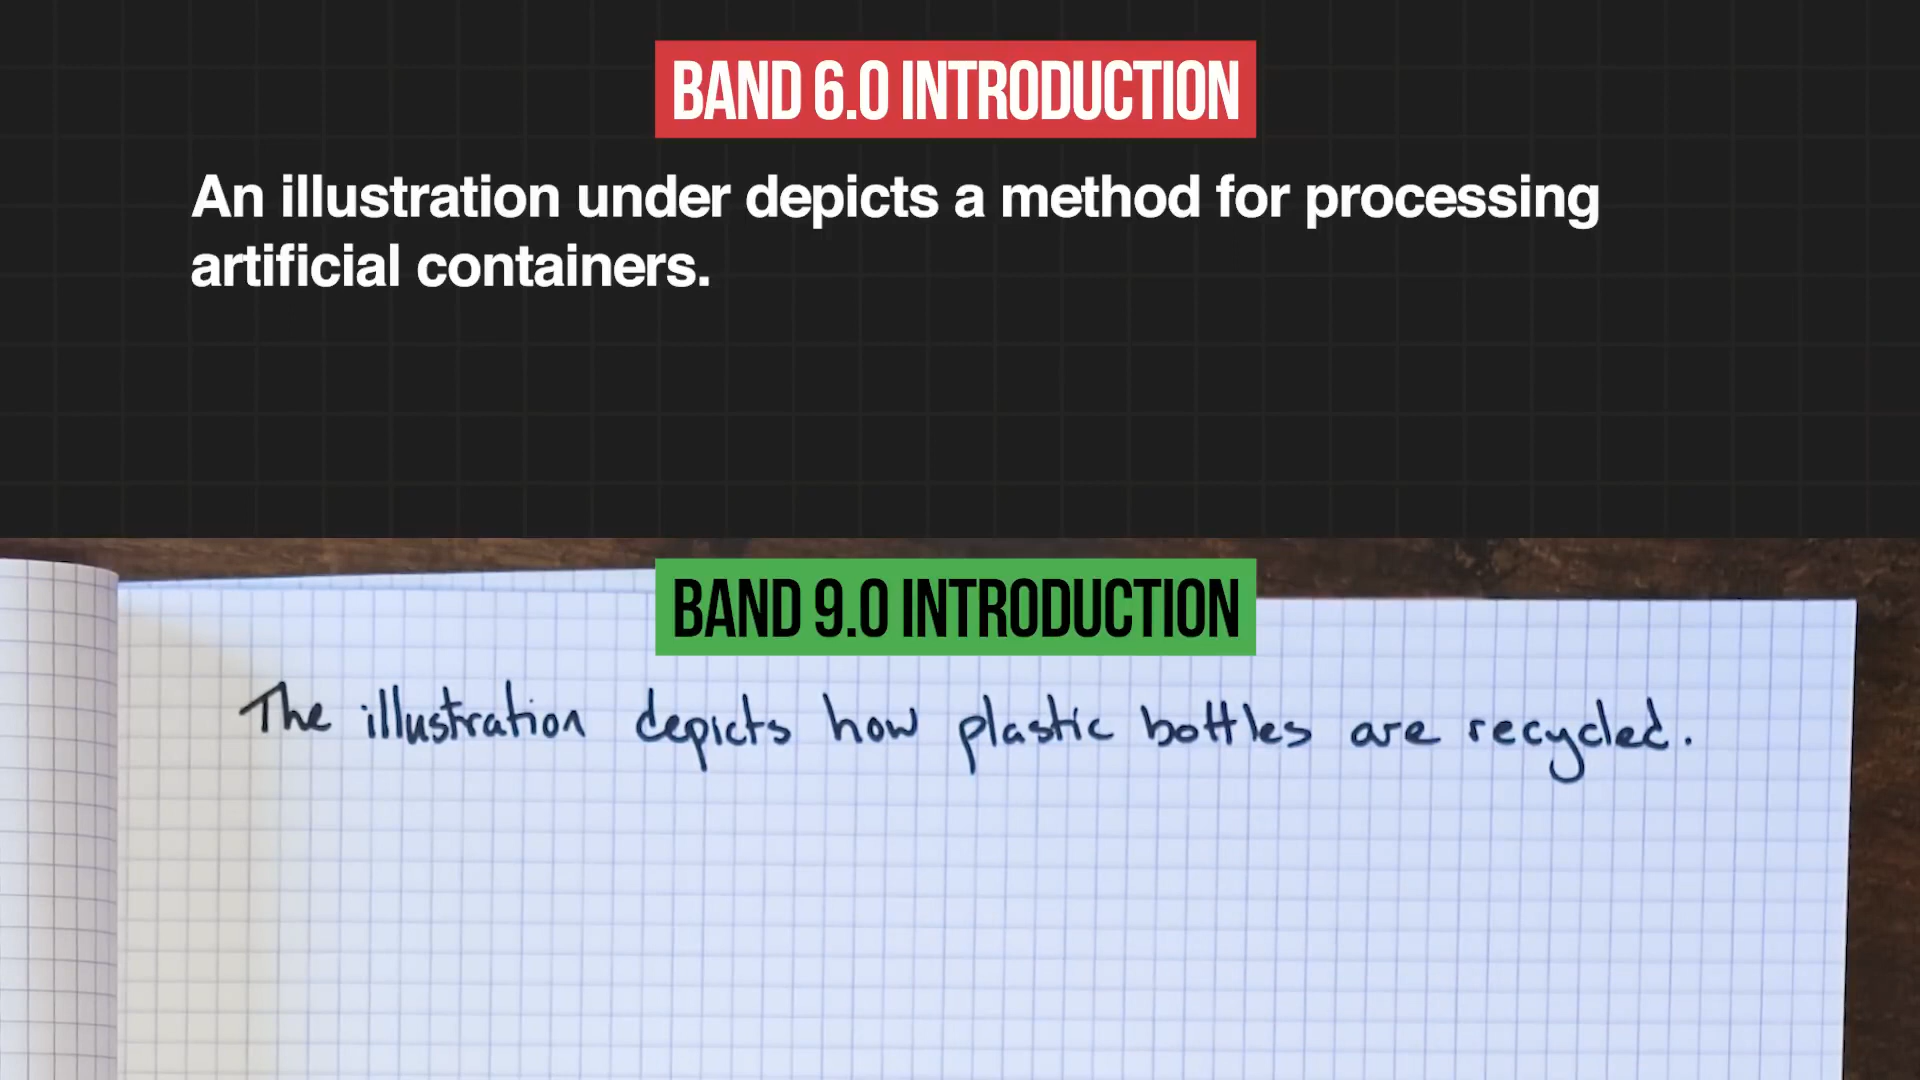 BAND 6.0 INTRODUCTION
An illustration under depicts a method for processing
artificial containers.
BAND 9.0 INTRODUCTION
The illustration depicts how plastic bottles are recycled.